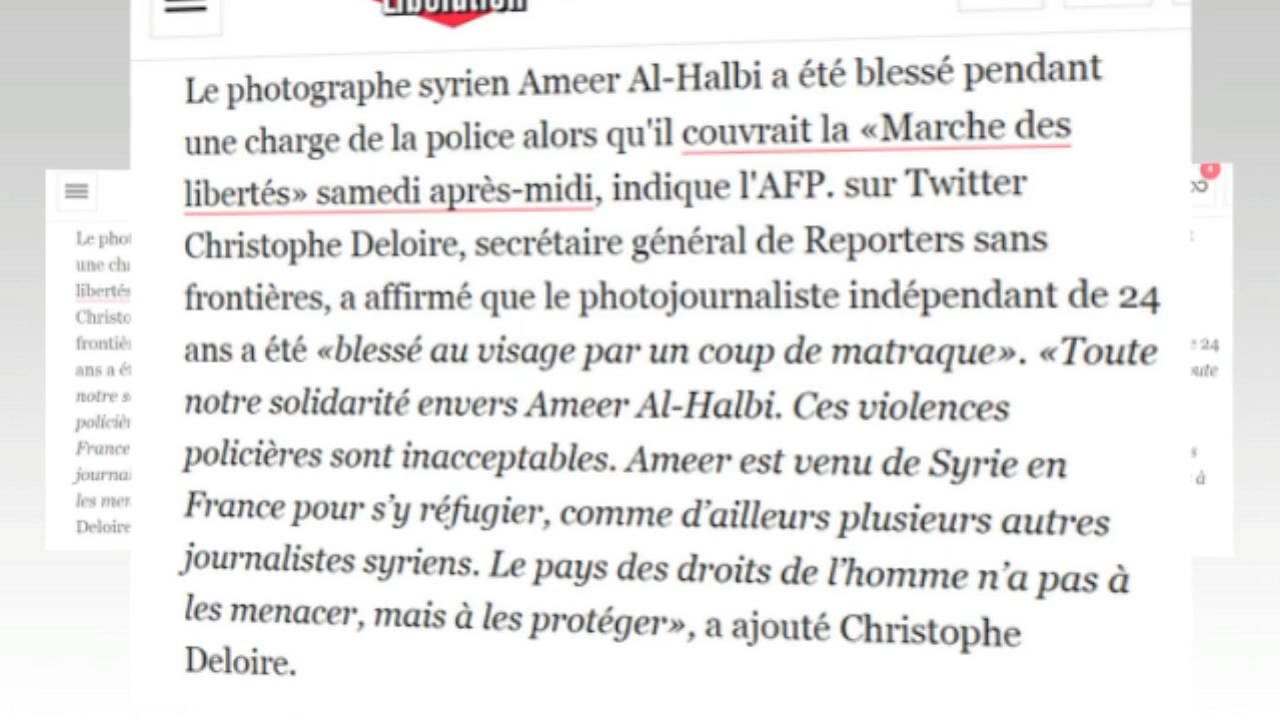 Libération
Le photographe syrien Ameer Al-Halbi a été blessé pendant
une charge de la police alors qu'il couvrait la «Marche des
libertés» samedi après-midi, indique l'AFP. sur Twitter
Christophe Deloire, secrétaire général de Reporters sans
frontières, a affirmé que le photojournaliste indépendant de 24
ans a été «blessé au visage par un coup de matraque». «Toute
notre solidarité envers Ameer Al-Halbi. Ces violences
policières sont inacceptables. Ameer est venu de Syrie en
France pour s’y réfugier, comme d’ailleurs plusieurs autres
journalistes syriens. Le pays des droits de l’homme n’a pas à
les menacer, mais à les protéger», a ajouté Christophe
Deloire.